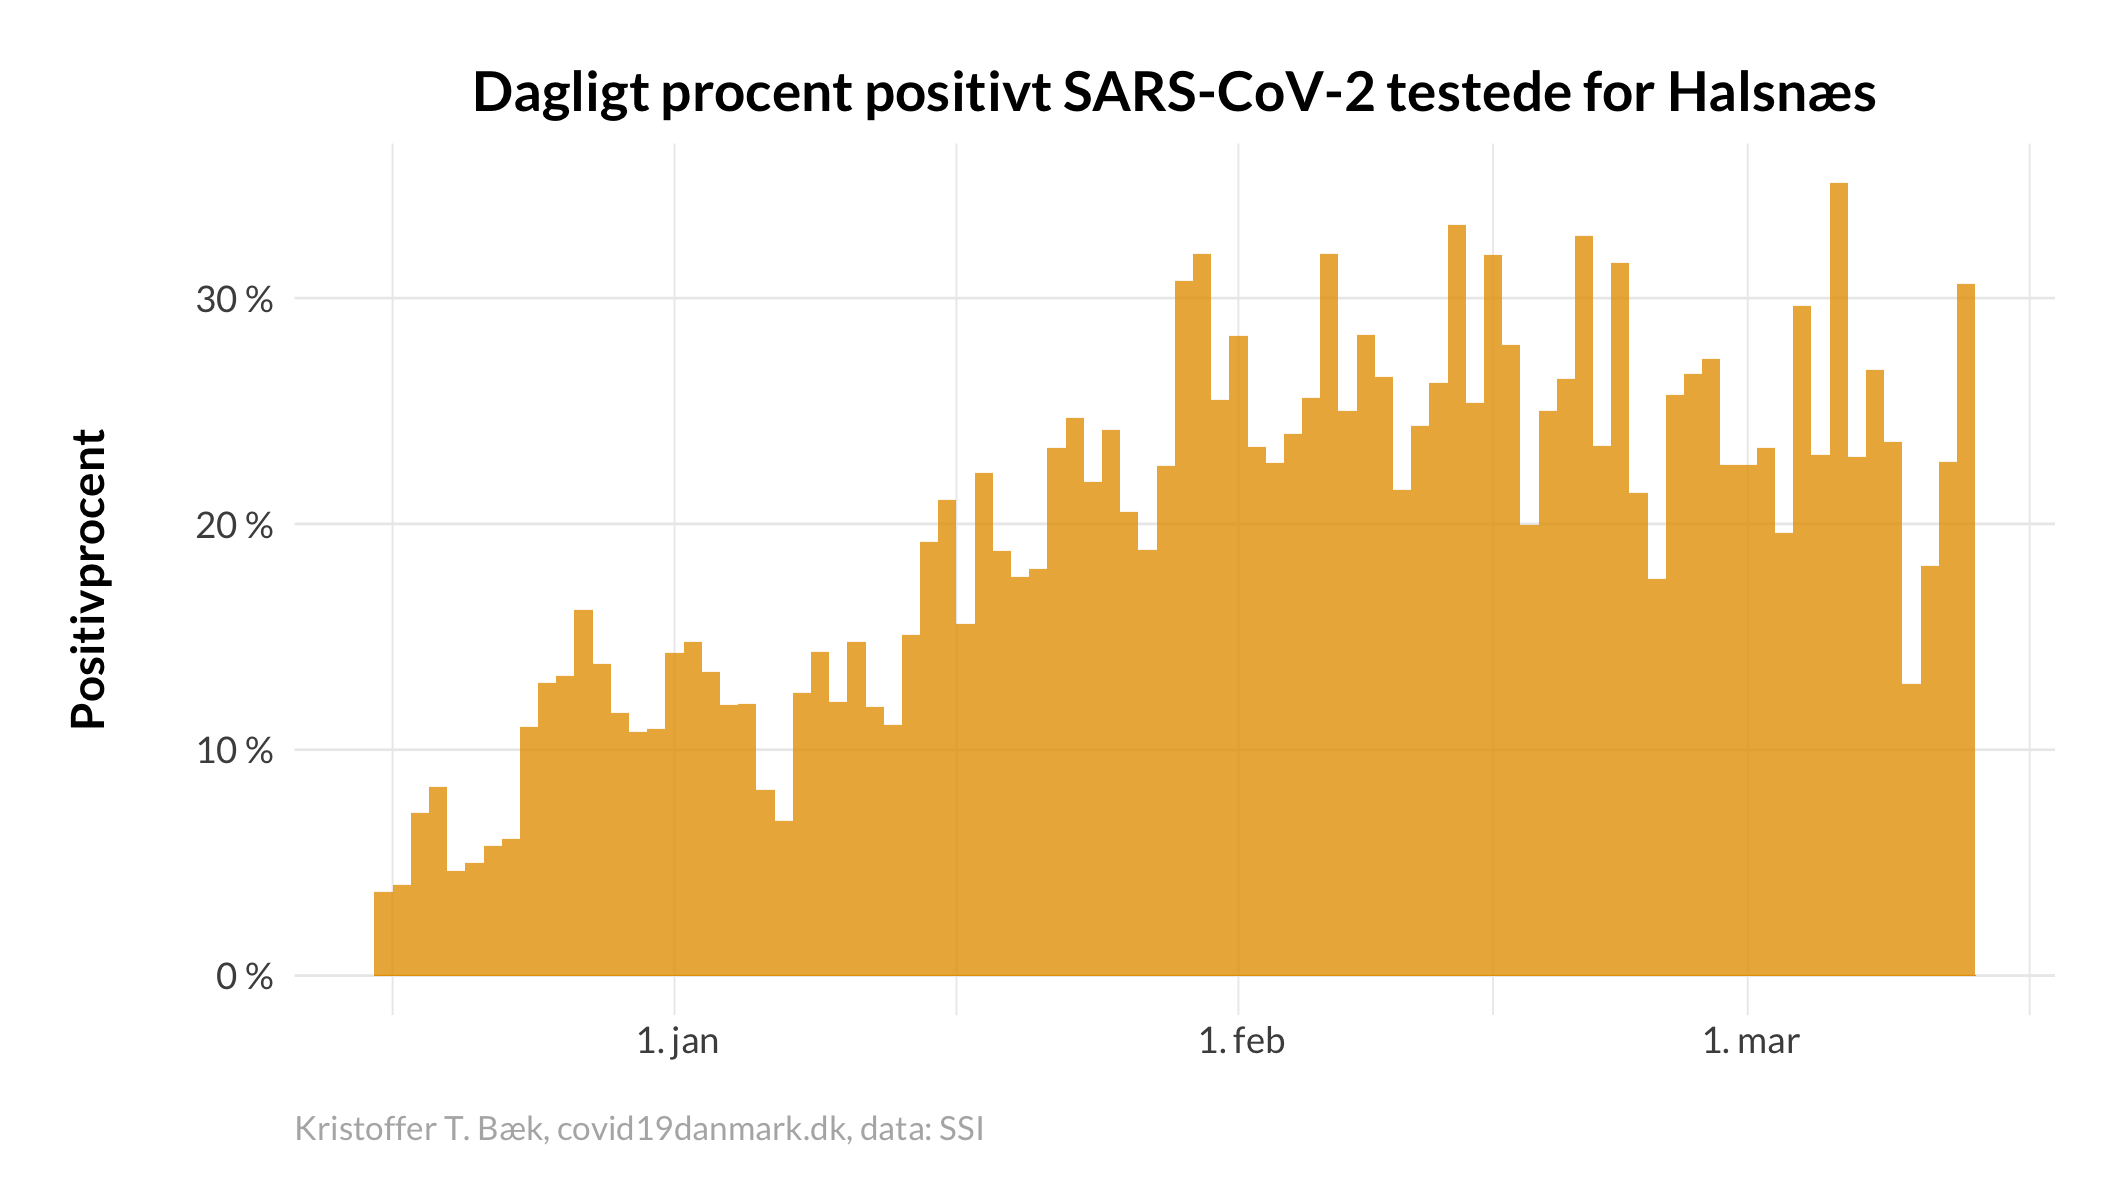 Dagligt procent positivt SARS-CoV-2 testede for Halsnæs
Positivprocent
30 %
20 %
10 %
0 %
1. jan
1. feb
1. mar
Kristoffer T. Bæk, covid19danmark.dk, data: SSI